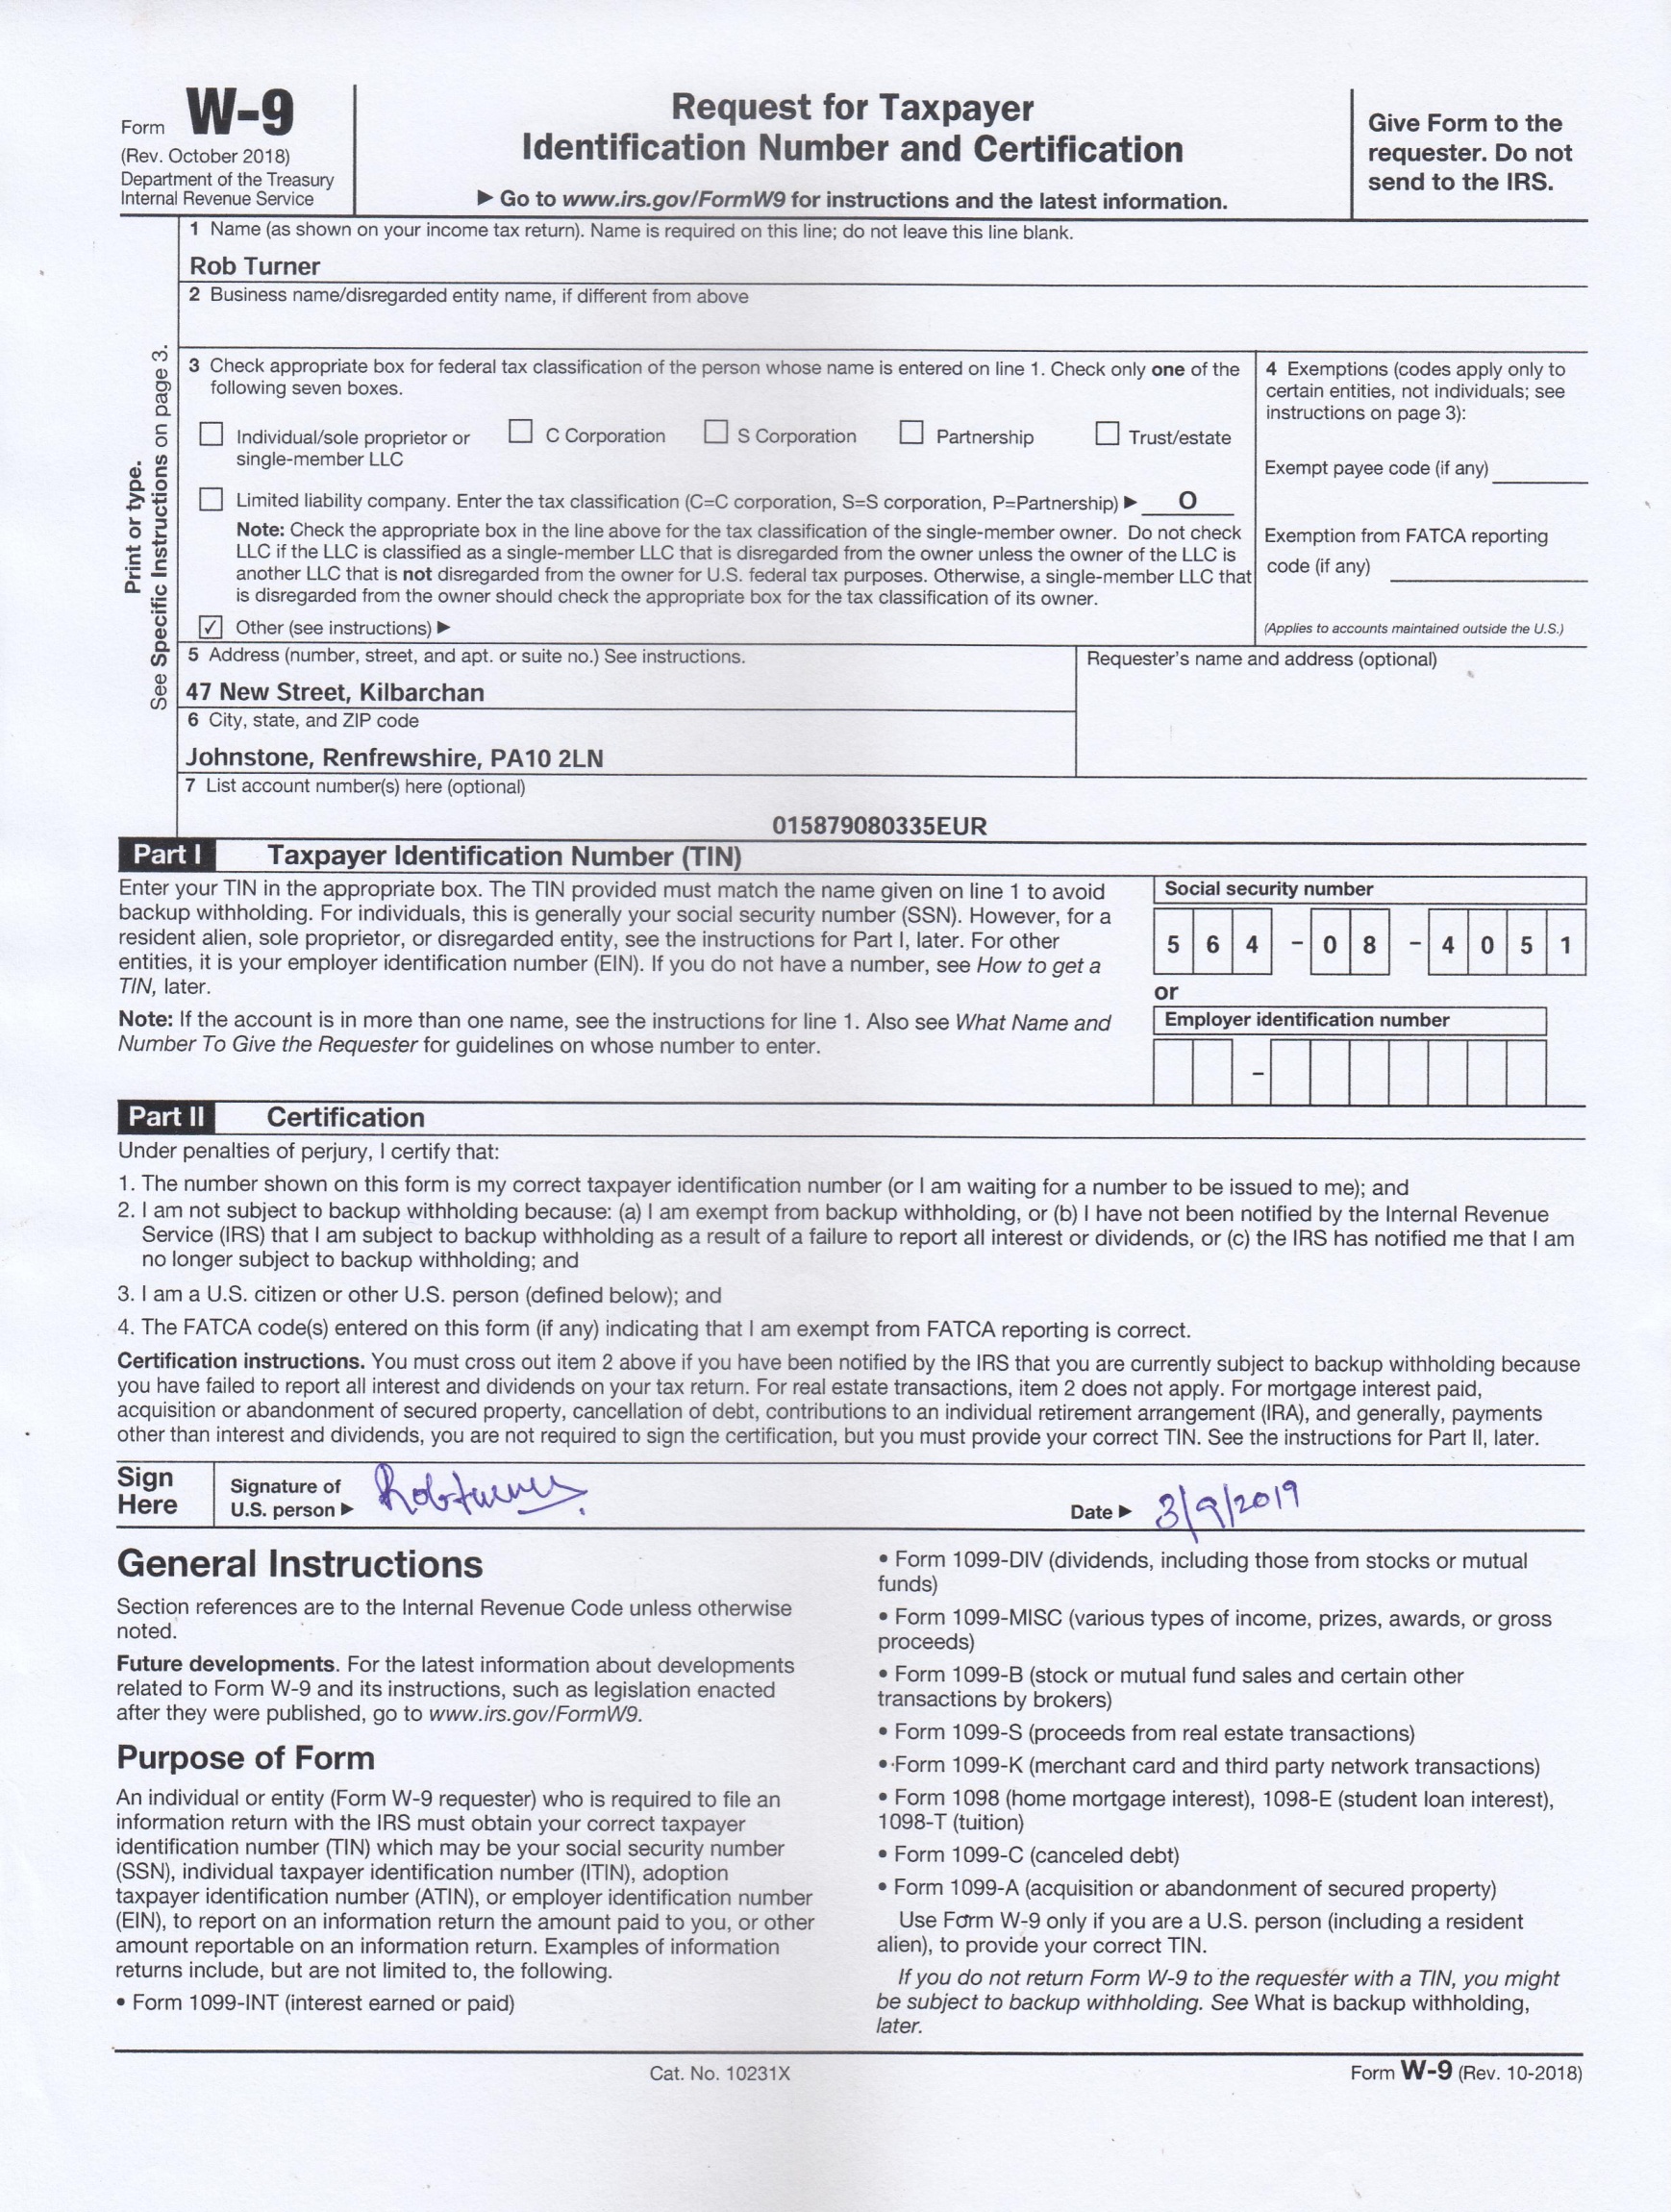 Form W-9
(Rev. October 2018)
Department of the Treasury
Internal Revenue Service
Request for Taxpayer
Identification Number and Certification
▶ Go to www.irs.gov/FormW9 for instructions and the latest information.
Give Form to the
requester. Do not
send to the IRS.
Print or type.
See Specific Instructions on page 3.
1 Name (as shown on your income tax return). Name is required on this line; do not leave this line blank.
Rob Turner
2 Business name/disregarded entity name, if different from above
3 Check appropriate box for federal tax classification of the person whose name is entered on line 1. Check only one of the
following seven boxes.
☐ Individual/sole proprietor or ☐ C Corporation ☐ S Corporation ☐ Partnership ☐ Trust/estate
single-member LLC
☐ Limited liability company. Enter the tax classification (C=C corporation, S=S corporation, P=Partnership) ▶ O
Note: Check the appropriate box in the line above for the tax classification of the single-member owner. Do not check
LLC if the LLC is classified as a single-member LLC that is disregarded from the owner unless the owner of the LLC is
another LLC that is not disregarded from the owner for U.S. federal tax purposes. Otherwise, a single-member LLC that
is disregarded from the owner should check the appropriate box for the tax classification of its owner.
☑ Other (see instructions) ▶
4 Exemptions (codes apply only to
certain entities, not individuals; see
instructions on page 3):
Exempt payee code (if any)
Exemption from FATCA reporting
code (if any)
(Applies to accounts maintained outside the U.S.)
5 Address (number, street, and apt. or suite no.) See instructions.
47 New Street, Kilbarchan
6 City, state, and ZIP code
Johnstone, Renfrewshire, PA10 2LN
Requester's name and address (optional)
7 List account number(s) here (optional)
015879080335EUR
Part I Taxpayer Identification Number (TIN)
Enter your TIN in the appropriate box. The TIN provided must match the name given on line 1 to avoid
backup withholding. For individuals, this is generally your social security number (SSN). However, for a
resident alien, sole proprietor, or disregarded entity, see the instructions for Part I, later. For other
entities, it is your employer identification number (EIN). If you do not have a number, see How to get a
TIN, later.
Note: If the account is in more than one name, see the instructions for line 1. Also see What Name and
Number To Give the Requester for guidelines on whose number to enter.
Social security number
5 6 4 – 0 8 – 4 0 5 1
or
Employer identification number
–
Part II Certification
Under penalties of perjury, I certify that:
1. The number shown on this form is my correct taxpayer identification number (or I am waiting for a number to be issued to me); and
2. I am not subject to backup withholding because: (a) I am exempt from backup withholding, or (b) I have not been notified by the Internal Revenue
Service (IRS) that I am subject to backup withholding as a result of a failure to report all interest or dividends, or (c) the IRS has notified me that I am
no longer subject to backup withholding; and
3. I am a U.S. citizen or other U.S. person (defined below); and
4. The FATCA code(s) entered on this form (if any) indicating that I am exempt from FATCA reporting is correct.
Certification instructions. You must cross out item 2 above if you have been notified by the IRS that you are currently subject to backup withholding because
you have failed to report all interest and dividends on your tax return. For real estate transactions, item 2 does not apply. For mortgage interest paid,
acquisition or abandonment of secured property, cancellation of debt, contributions to an individual retirement arrangement (IRA), and generally, payments
other than interest and dividends, you are not required to sign the certification, but you must provide your correct TIN. See the instructions for Part II, later.
Sign
Here
Signature of
U.S. person ▶ Rob Turner
Date ▶ 3/9/2019
General Instructions
Section references are to the Internal Revenue Code unless otherwise
noted.
Future developments. For the latest information about developments
related to Form W-9 and its instructions, such as legislation enacted
after they were published, go to www.irs.gov/FormW9.
Purpose of Form
An individual or entity (Form W-9 requester) who is required to file an
information return with the IRS must obtain your correct taxpayer
identification number (TIN) which may be your social security number
(SSN), individual taxpayer identification number (ITIN), adoption
taxpayer identification number (ATIN), or employer identification number
(EIN), to report on an information return the amount paid to you, or other
amount reportable on an information return. Examples of information
returns include, but are not limited to, the following.
• Form 1099-INT (interest earned or paid)
• Form 1099-DIV (dividends, including those from stocks or mutual
funds)
• Form 1099-MISC (various types of income, prizes, awards, or gross
proceeds)
• Form 1099-B (stock or mutual fund sales and certain other
transactions by brokers)
• Form 1099-S (proceeds from real estate transactions)
• Form 1099-K (merchant card and third party network transactions)
• Form 1098 (home mortgage interest), 1098-E (student loan interest),
1098-T (tuition)
• Form 1099-C (canceled debt)
• Form 1099-A (acquisition or abandonment of secured property)
Use Form W-9 only if you are a U.S. person (including a resident
alien), to provide your correct TIN.
If you do not return Form W-9 to the requester with a TIN, you might
be subject to backup withholding. See What is backup withholding,
later.
Cat. No. 10231X
Form W-9 (Rev. 10-2018)